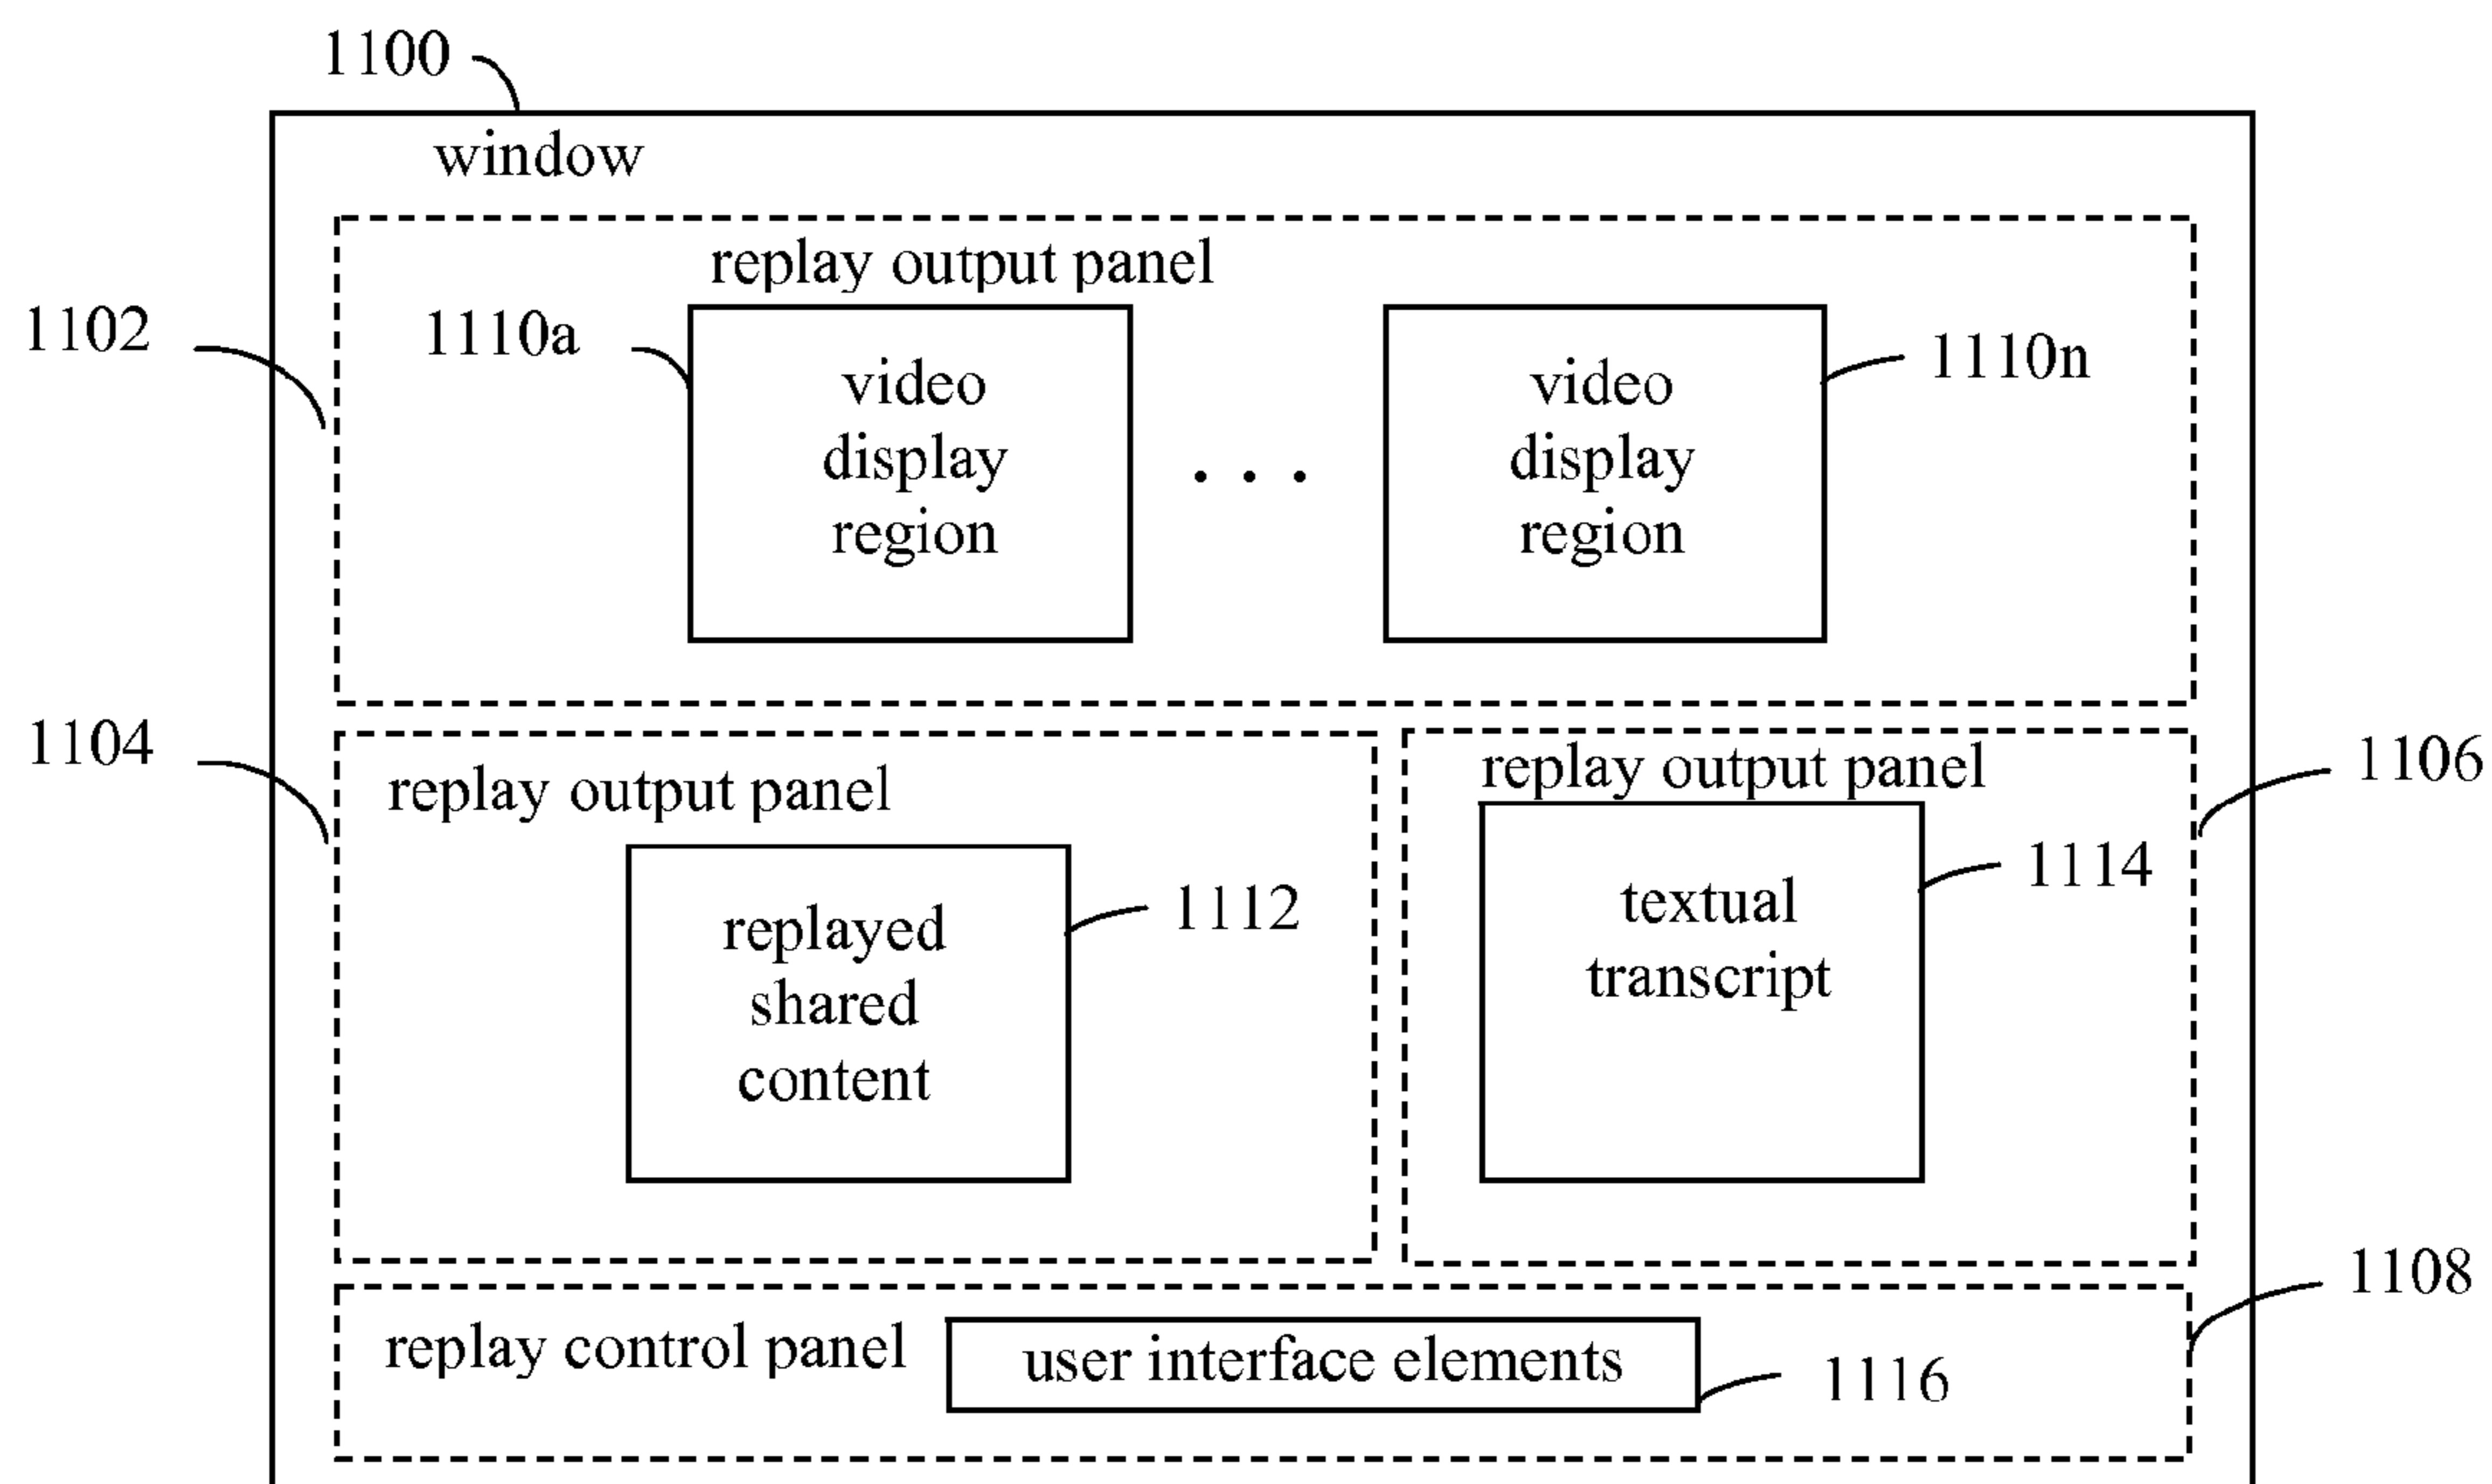 1100
window
replay output panel
1102
1110a
video
display
region
. . .
video
display
region
1110n
1104
replay output panel
replayed
shared
content
1112
replay output panel
1106
textual
transcript
1114
replay control panel
user interface elements
1116
1108